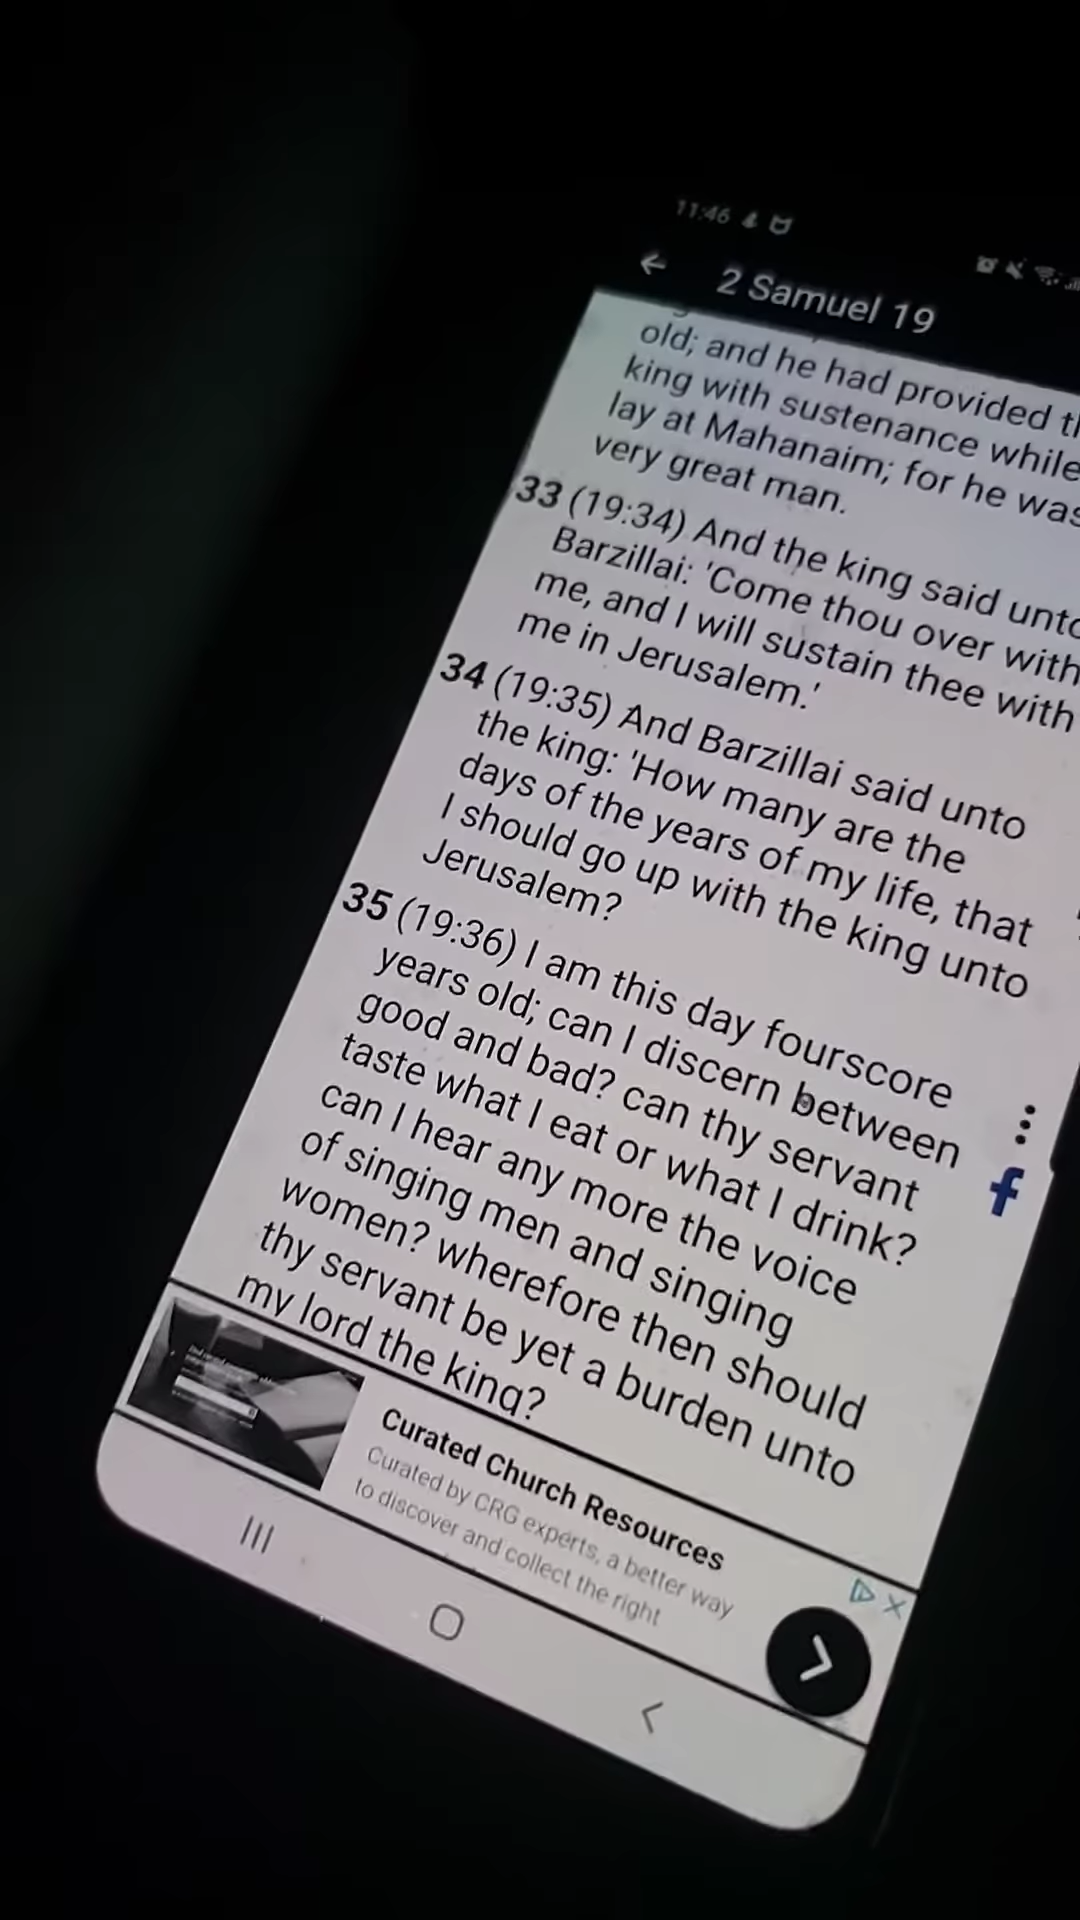 11:46
2 Samuel 19
old; and he had provided
king with sustenance while
lay at Mahanaim; for he was
very great man.
33 (19:34) And the king said unto
Barzillai: 'Come thou over with
me, and I will sustain thee with
me in Jerusalem.'
34 (19:35) And Barzillai said unto
the king: 'How many are the
days of the years of my life, that
I should go up with the king unto
Jerusalem?
35 (19:36) I am this day fourscore
years old; can I discern between
good and bad? can thy servant
taste what I eat or what I drink?
can I hear any more the voice
of singing men and singing
women? wherefore then should
thy servant be yet a burden unto
my lord the king?
Curated Church Resources
Curated by CRG experts, a better way
to discover and collect the right